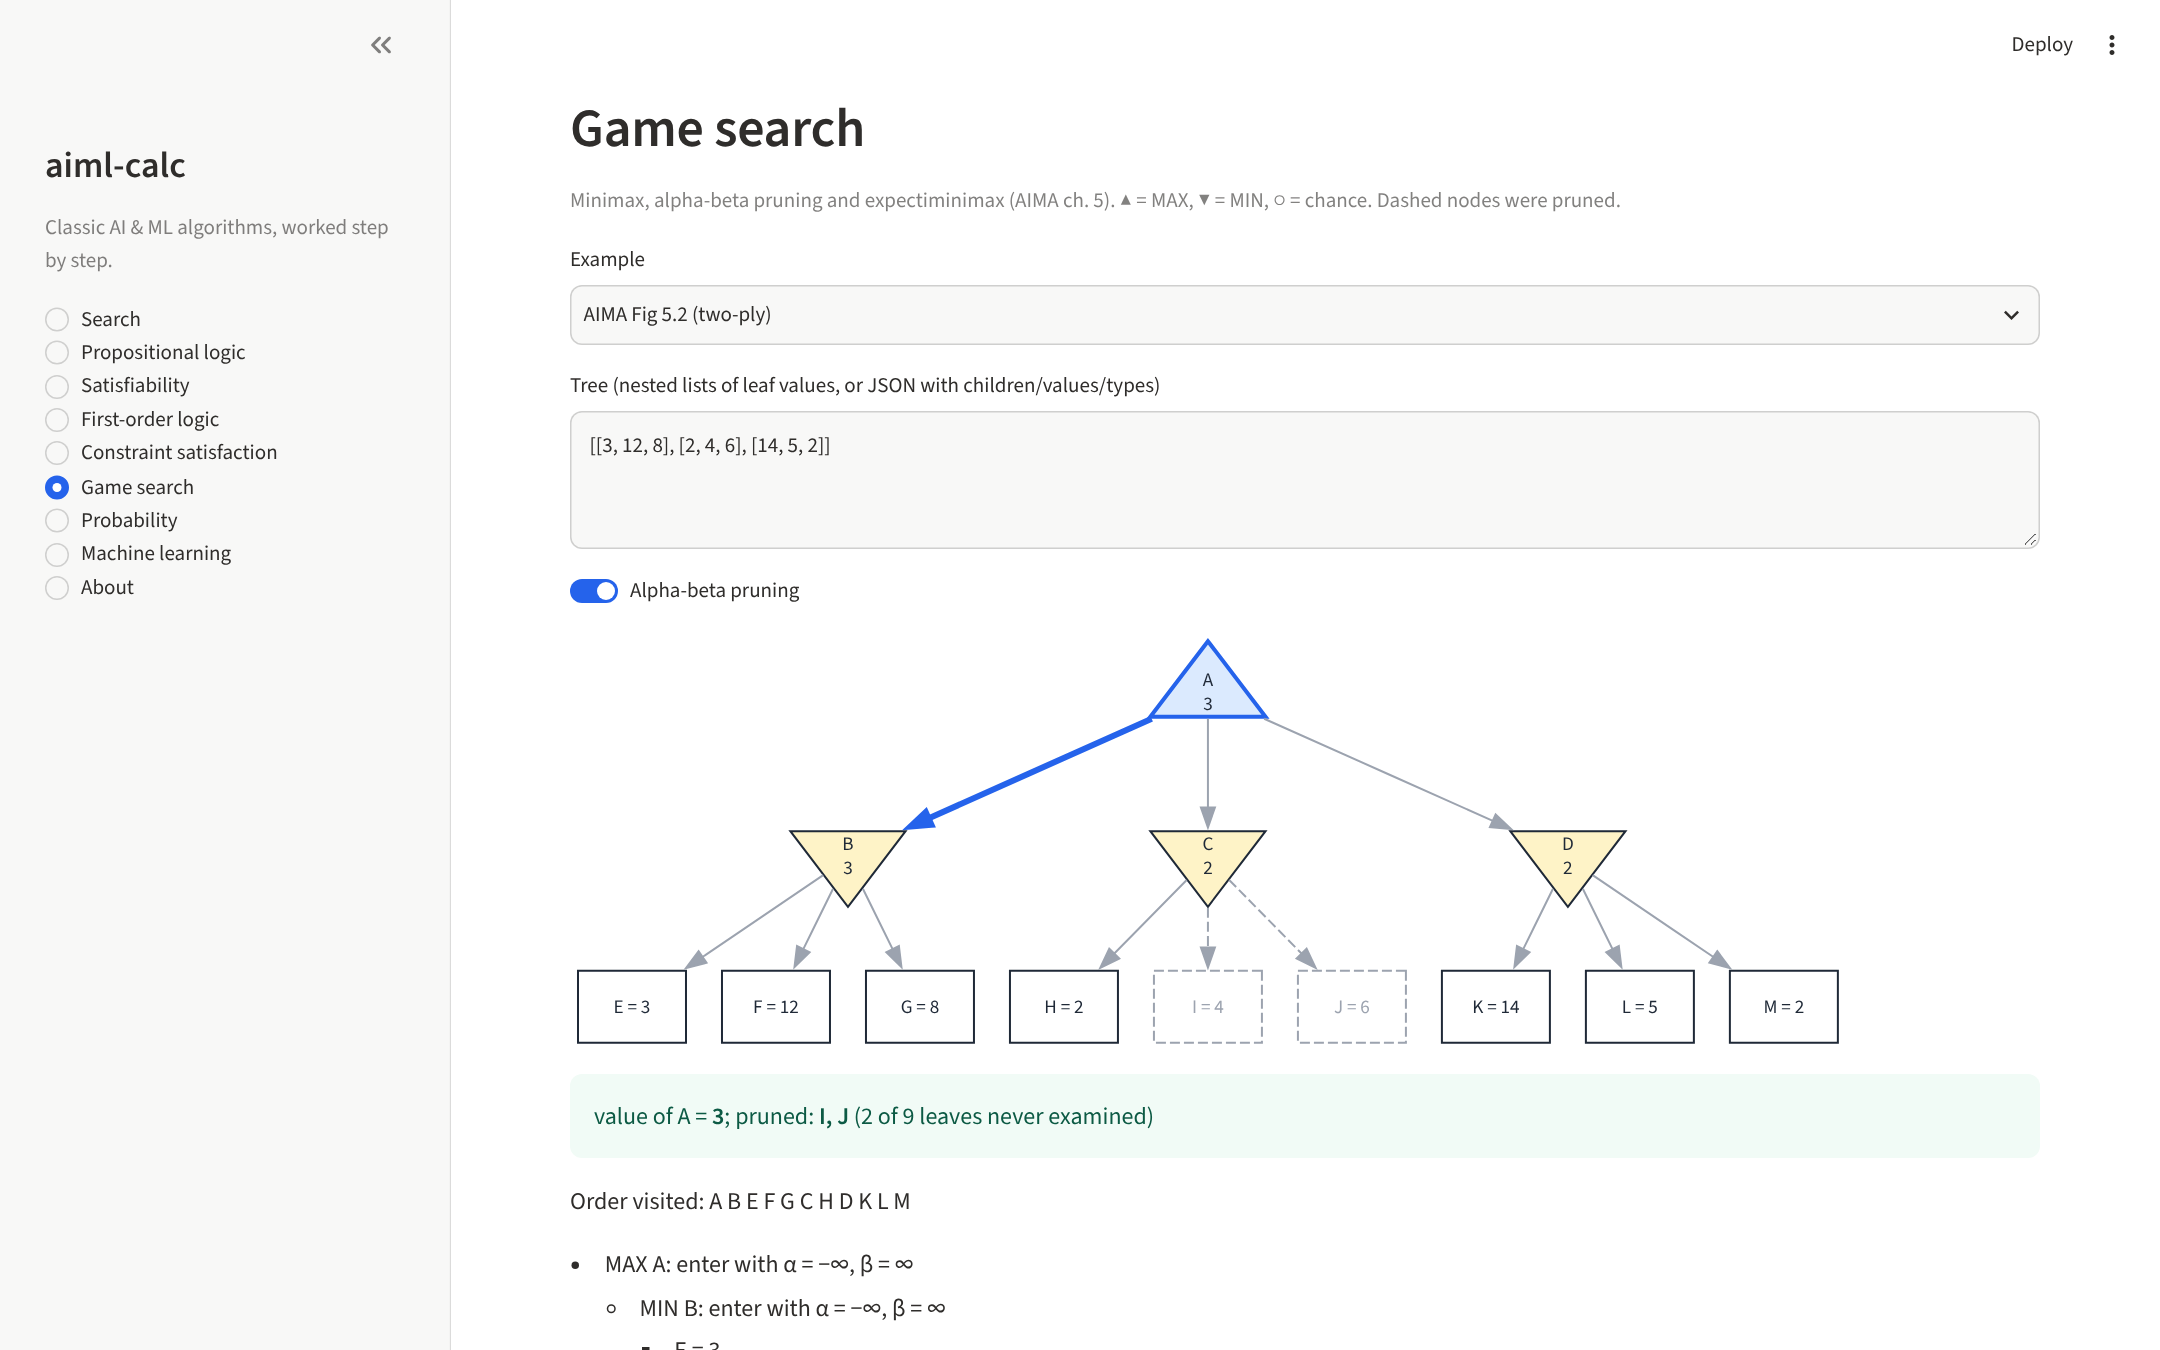 Deploy
aiml-calc
Classic AI & ML algorithms, worked step
by step.
Search
Propositional logic
Satisfiability
First-order logic
Constraint satisfaction
Game search
Probability
Machine learning
About
Game search
Minimax, alpha-beta pruning and expectiminimax (AIMA ch. 5). ▲ = MAX, ▼ = MIN, ○ = chance. Dashed nodes were pruned.
Example
AIMA Fig 5.2 (two-ply)
Tree (nested lists of leaf values, or JSON with children/values/types)
[[3, 12, 8], [2, 4, 6], [14, 5, 2]]
Alpha-beta pruning
A
3
B
3
C
2
D
2
E = 3
F = 12
G = 8
H = 2
I = 4
J = 6
K = 14
L = 5
M = 2
value of A = 3; pruned: I, J (2 of 9 leaves never examined)
Order visited: A B E F G C H D K L M
• MAX A: enter with α = −∞, β = ∞
◦ MIN B: enter with α = −∞, β = ∞
▪ E = 3